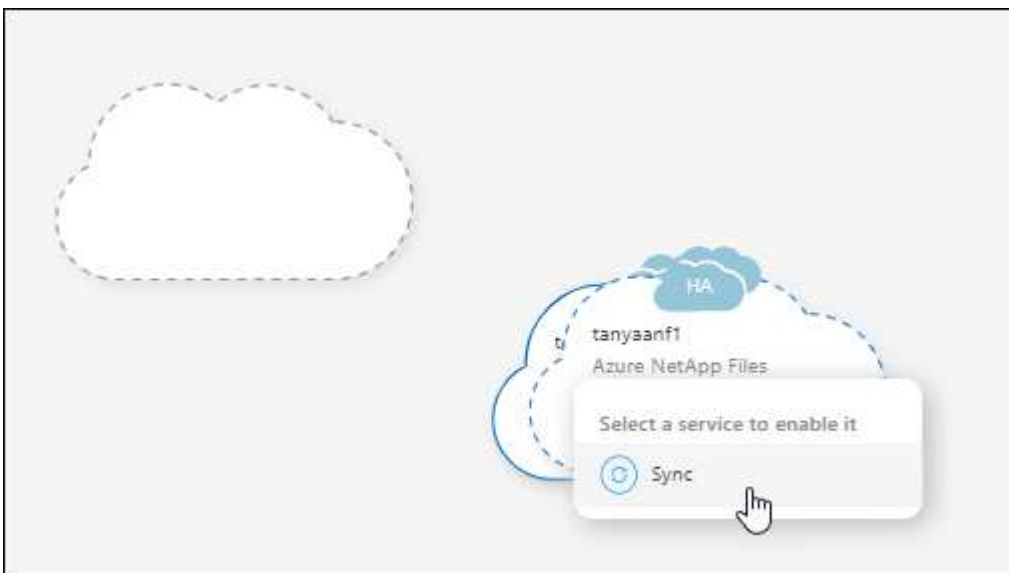 HA
tanyaanf1
Azure NetApp Files
Select a service to enable it
Sync